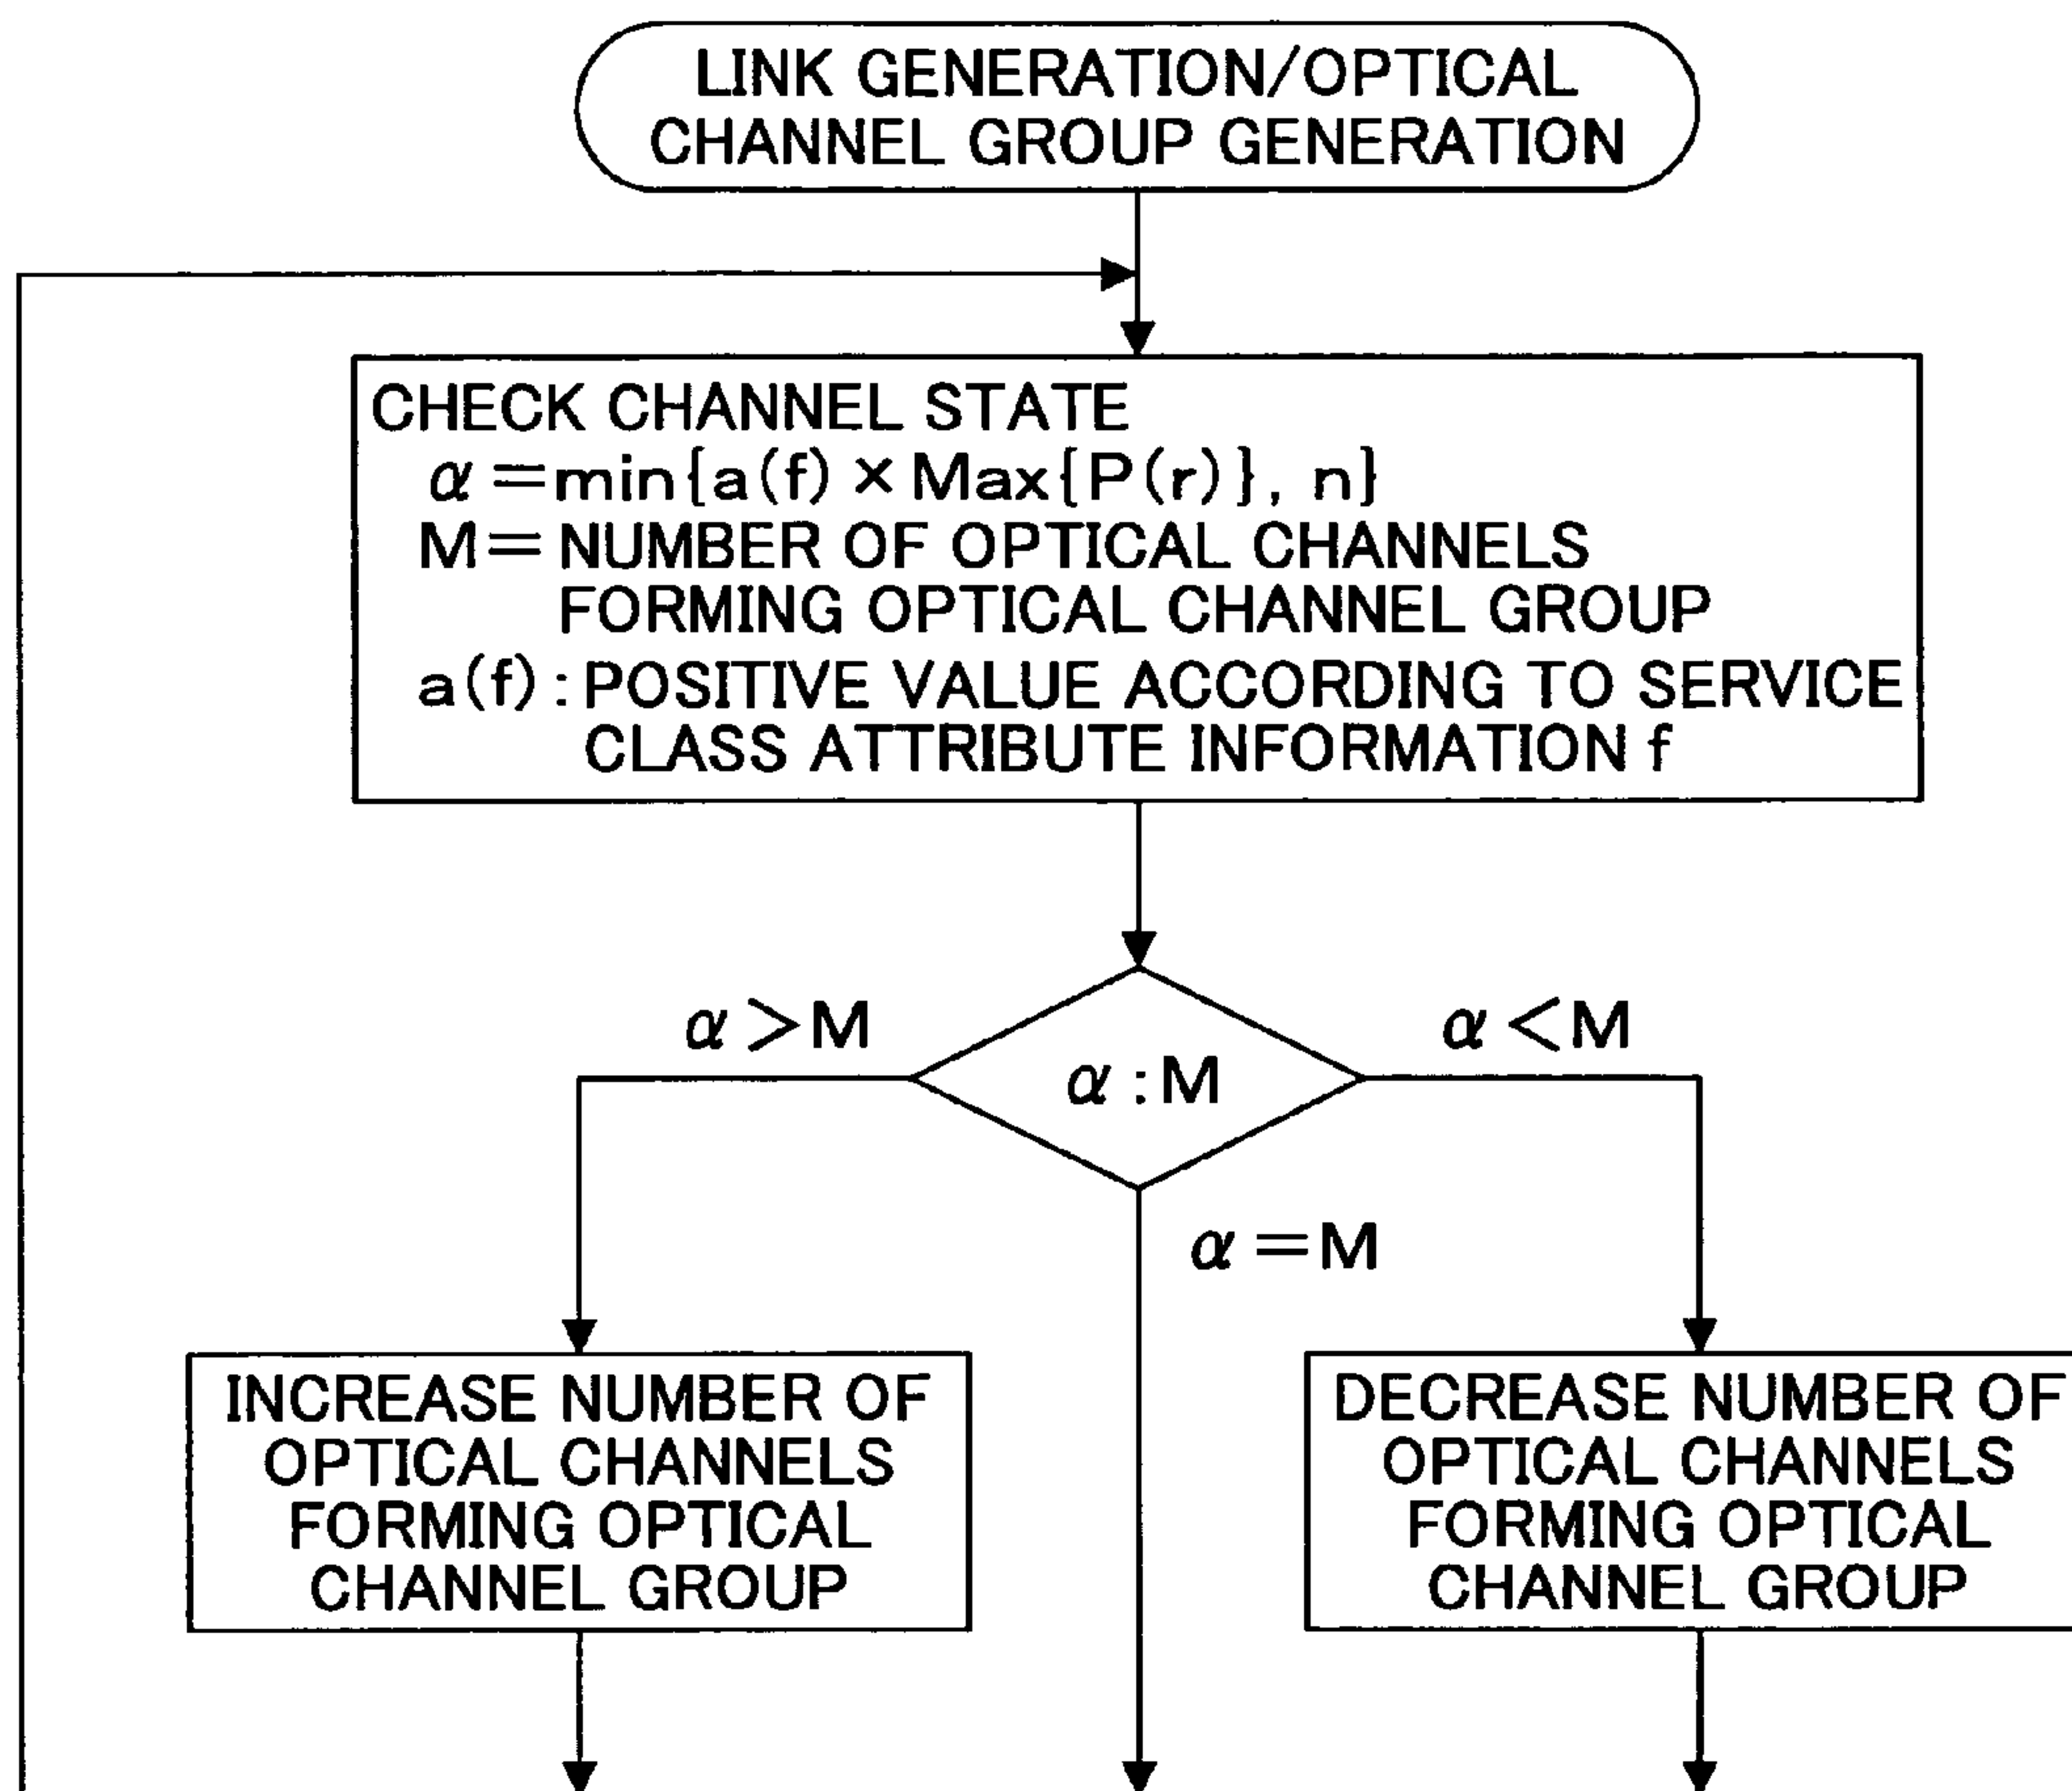 LINK GENERATION/OPTICAL
CHANNEL GROUP GENERATION
CHECK CHANNEL STATE
α=min{a(f)×Max{P(r)}, n}
M=NUMBER OF OPTICAL CHANNELS
FORMING OPTICAL CHANNEL GROUP
a(f):POSITIVE VALUE ACCORDING TO SERVICE
CLASS ATTRIBUTE INFORMATION f
α>M
α<M
α:M
α=M
INCREASE NUMBER OF
OPTICAL CHANNELS
FORMING OPTICAL
CHANNEL GROUP
DECREASE NUMBER OF
OPTICAL CHANNELS
FORMING OPTICAL
CHANNEL GROUP